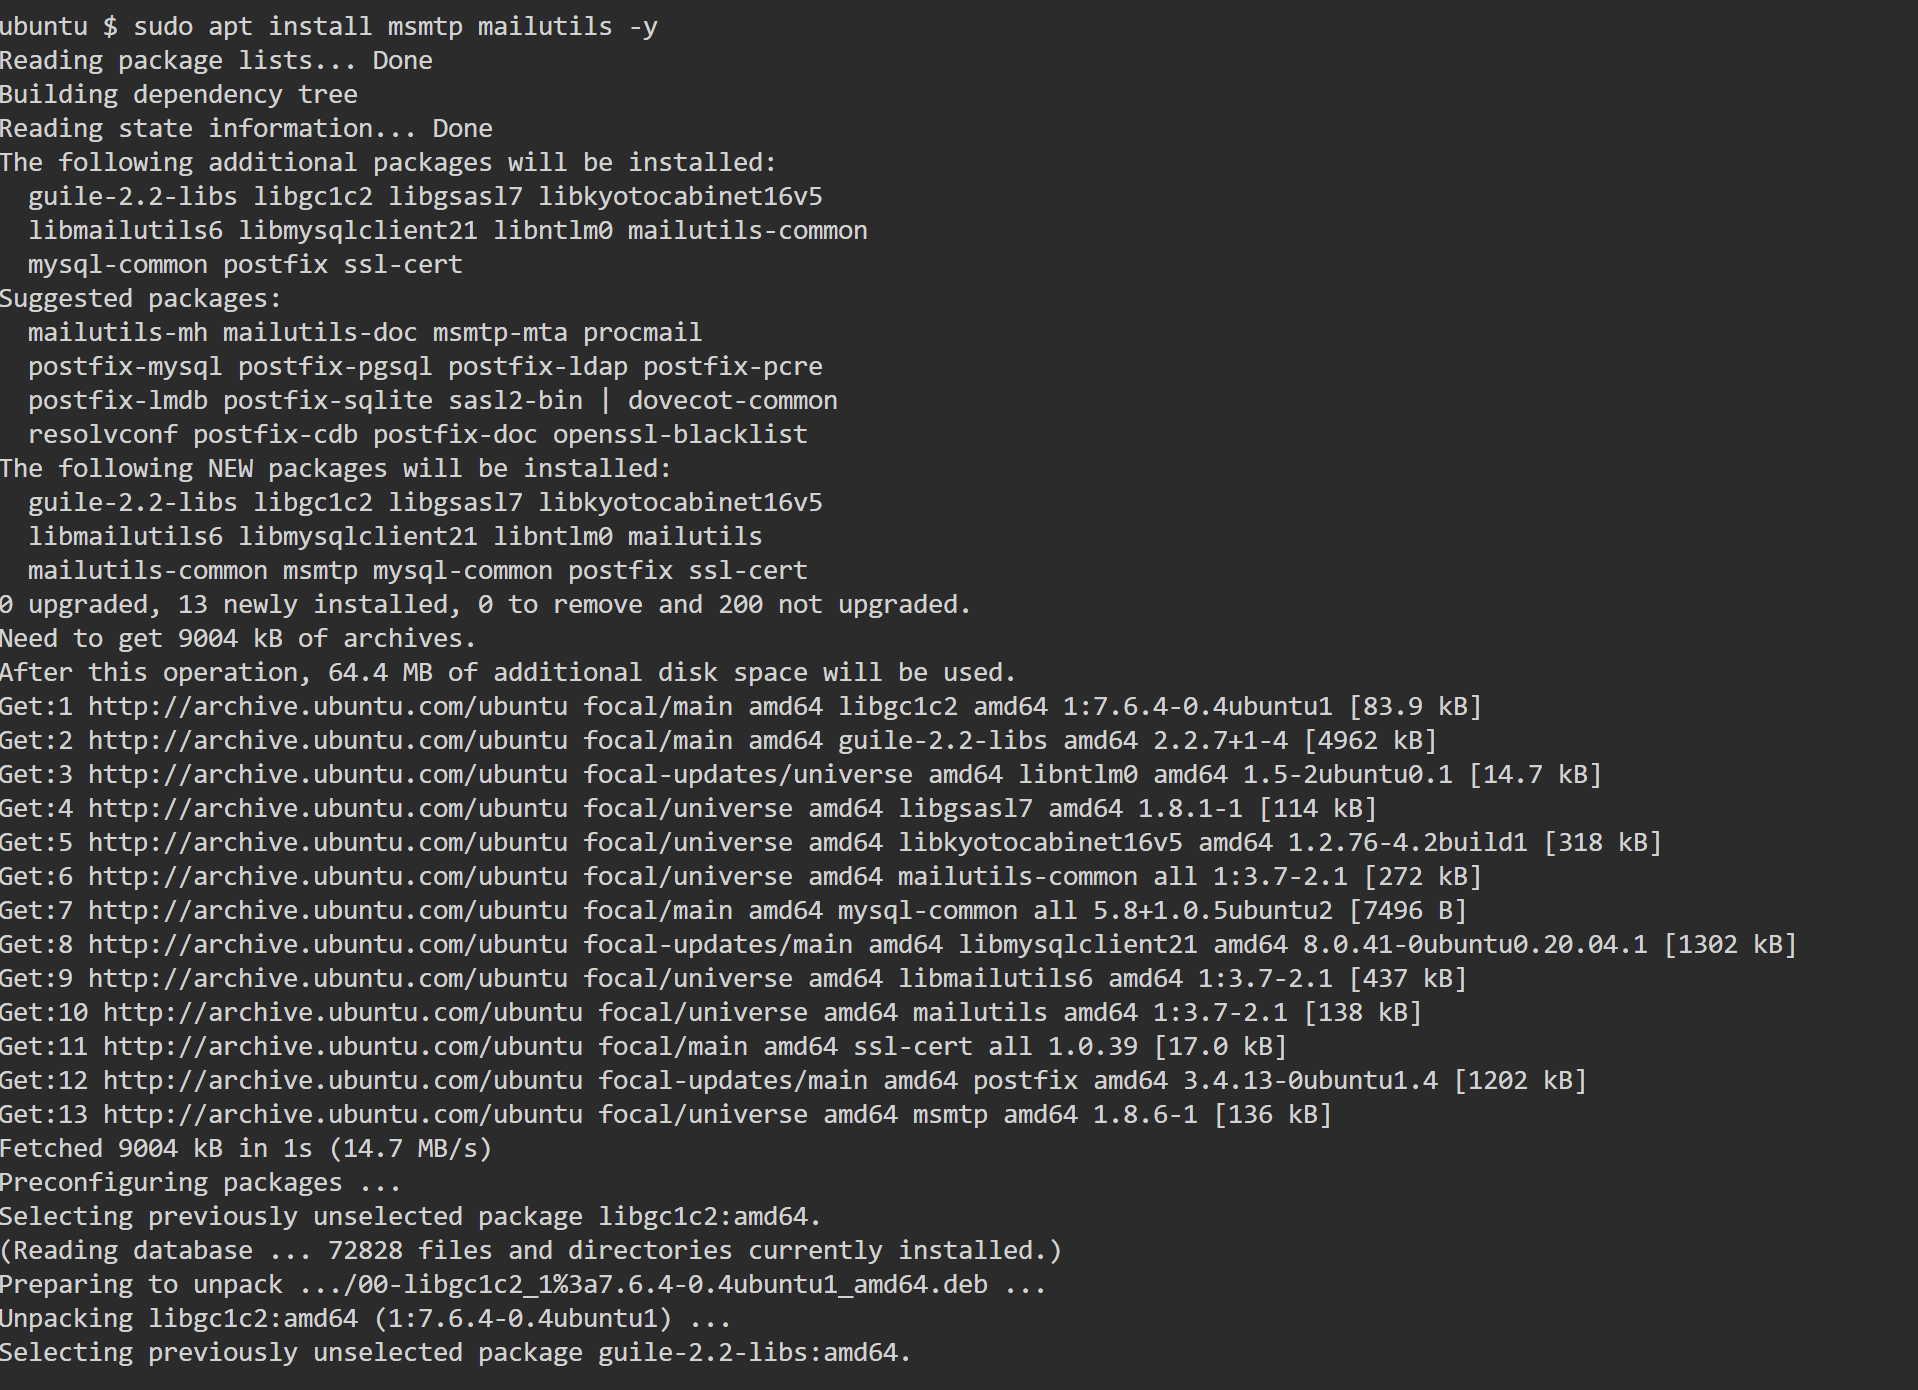 ubuntu $ sudo apt install msmtp mailutils -y
Reading package lists... Done
Building dependency tree
Reading state information... Done
The following additional packages will be installed:
  guile-2.2-libs libgc1c2 libgsasl7 libkyotocabinet16v5
  libmailutils6 libmysqlclient21 libntlm0 mailutils-common
  mysql-common postfix ssl-cert
Suggested packages:
  mailutils-mh mailutils-doc msmtp-mta procmail
  postfix-mysql postfix-pgsql postfix-ldap postfix-pcre
  postfix-lmdb postfix-sqlite sasl2-bin | dovecot-common
  resolvconf postfix-cdb postfix-doc openssl-blacklist
The following NEW packages will be installed:
  guile-2.2-libs libgc1c2 libgsasl7 libkyotocabinet16v5
  libmailutils6 libmysqlclient21 libntlm0 mailutils
  mailutils-common msmtp mysql-common postfix ssl-cert
0 upgraded, 13 newly installed, 0 to remove and 200 not upgraded.
Need to get 9004 kB of archives.
After this operation, 64.4 MB of additional disk space will be used.
Get:1 http://archive.ubuntu.com/ubuntu focal/main amd64 libgc1c2 amd64 1:7.6.4-0.4ubuntu1 [83.9 kB]
Get:2 http://archive.ubuntu.com/ubuntu focal/main amd64 guile-2.2-libs amd64 2.2.7+1-4 [4962 kB]
Get:3 http://archive.ubuntu.com/ubuntu focal-updates/universe amd64 libntlm0 amd64 1.5-2ubuntu0.1 [14.7 kB]
Get:4 http://archive.ubuntu.com/ubuntu focal/universe amd64 libgsasl7 amd64 1.8.1-1 [114 kB]
Get:5 http://archive.ubuntu.com/ubuntu focal/universe amd64 libkyotocabinet16v5 amd64 1.2.76-4.2build1 [318 kB]
Get:6 http://archive.ubuntu.com/ubuntu focal/universe amd64 mailutils-common all 1:3.7-2.1 [272 kB]
Get:7 http://archive.ubuntu.com/ubuntu focal/main amd64 mysql-common all 5.8+1.0.5ubuntu2 [7496 B]
Get:8 http://archive.ubuntu.com/ubuntu focal-updates/main amd64 libmysqlclient21 amd64 8.0.41-0ubuntu0.20.04.1 [1302 kB]
Get:9 http://archive.ubuntu.com/ubuntu focal/universe amd64 libmailutils6 amd64 1:3.7-2.1 [437 kB]
Get:10 http://archive.ubuntu.com/ubuntu focal/universe amd64 mailutils amd64 1:3.7-2.1 [138 kB]
Get:11 http://archive.ubuntu.com/ubuntu focal/main amd64 ssl-cert all 1.0.39 [17.0 kB]
Get:12 http://archive.ubuntu.com/ubuntu focal-updates/main amd64 postfix amd64 3.4.13-0ubuntu1.4 [1202 kB]
Get:13 http://archive.ubuntu.com/ubuntu focal/universe amd64 msmtp amd64 1.8.6-1 [136 kB]
Fetched 9004 kB in 1s (14.7 MB/s)
Preconfiguring packages ...
Selecting previously unselected package libgc1c2:amd64.
(Reading database ... 72828 files and directories currently installed.)
Preparing to unpack .../00-libgc1c2_1%3a7.6.4-0.4ubuntu1_amd64.deb ...
Unpacking libgc1c2:amd64 (1:7.6.4-0.4ubuntu1) ...
Selecting previously unselected package guile-2.2-libs:amd64.